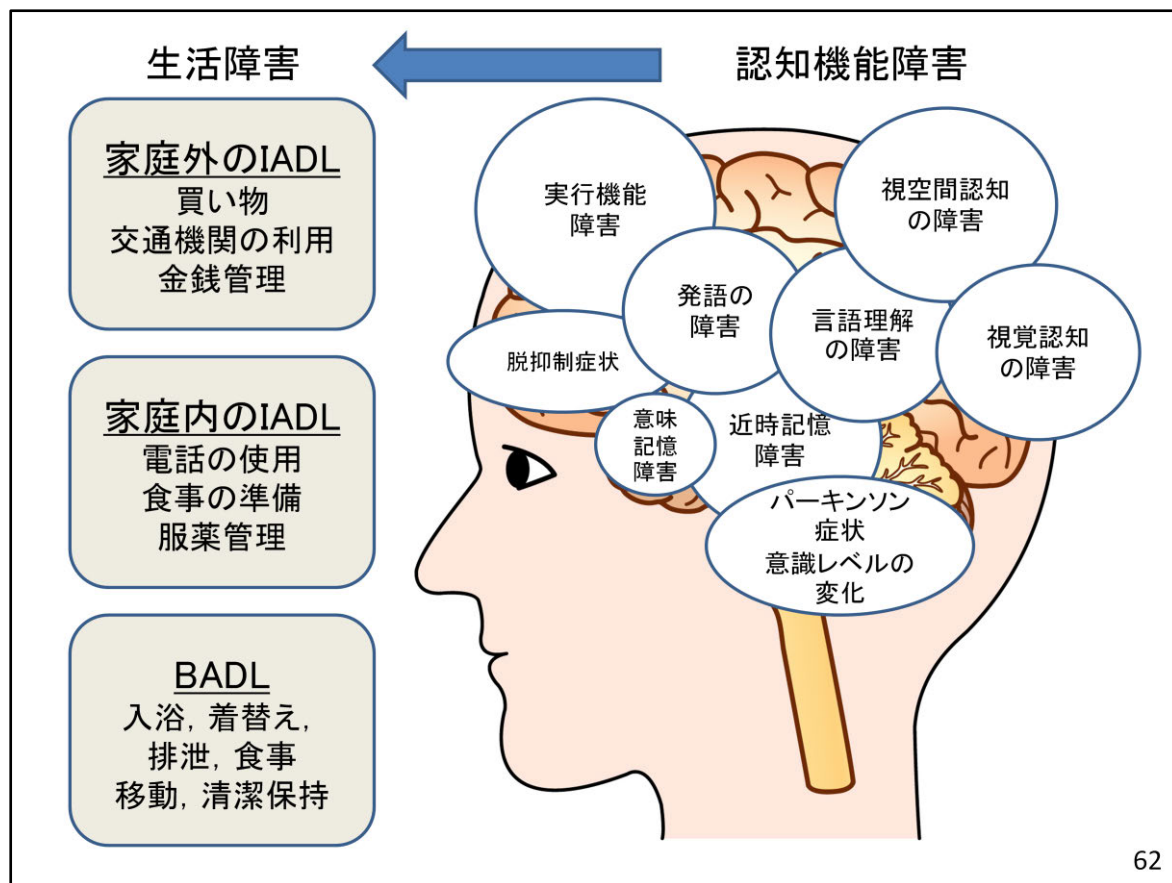 生活障害
認知機能障害
家庭外のIADL
買い物
交通機関の利用
金銭管理
家庭内のIADL
電話の使用
食事の準備
服薬管理
BADL
入浴, 着替え,
排泄, 食事
移動, 清潔保持
実行機能
障害
視空間認知
の障害
発語の
障害
言語理解
の障害
視覚認知
の障害
脱抑制症状
意味
記憶
障害
近時記憶
障害
パーキンソン
症状
意識レベルの
変化
62